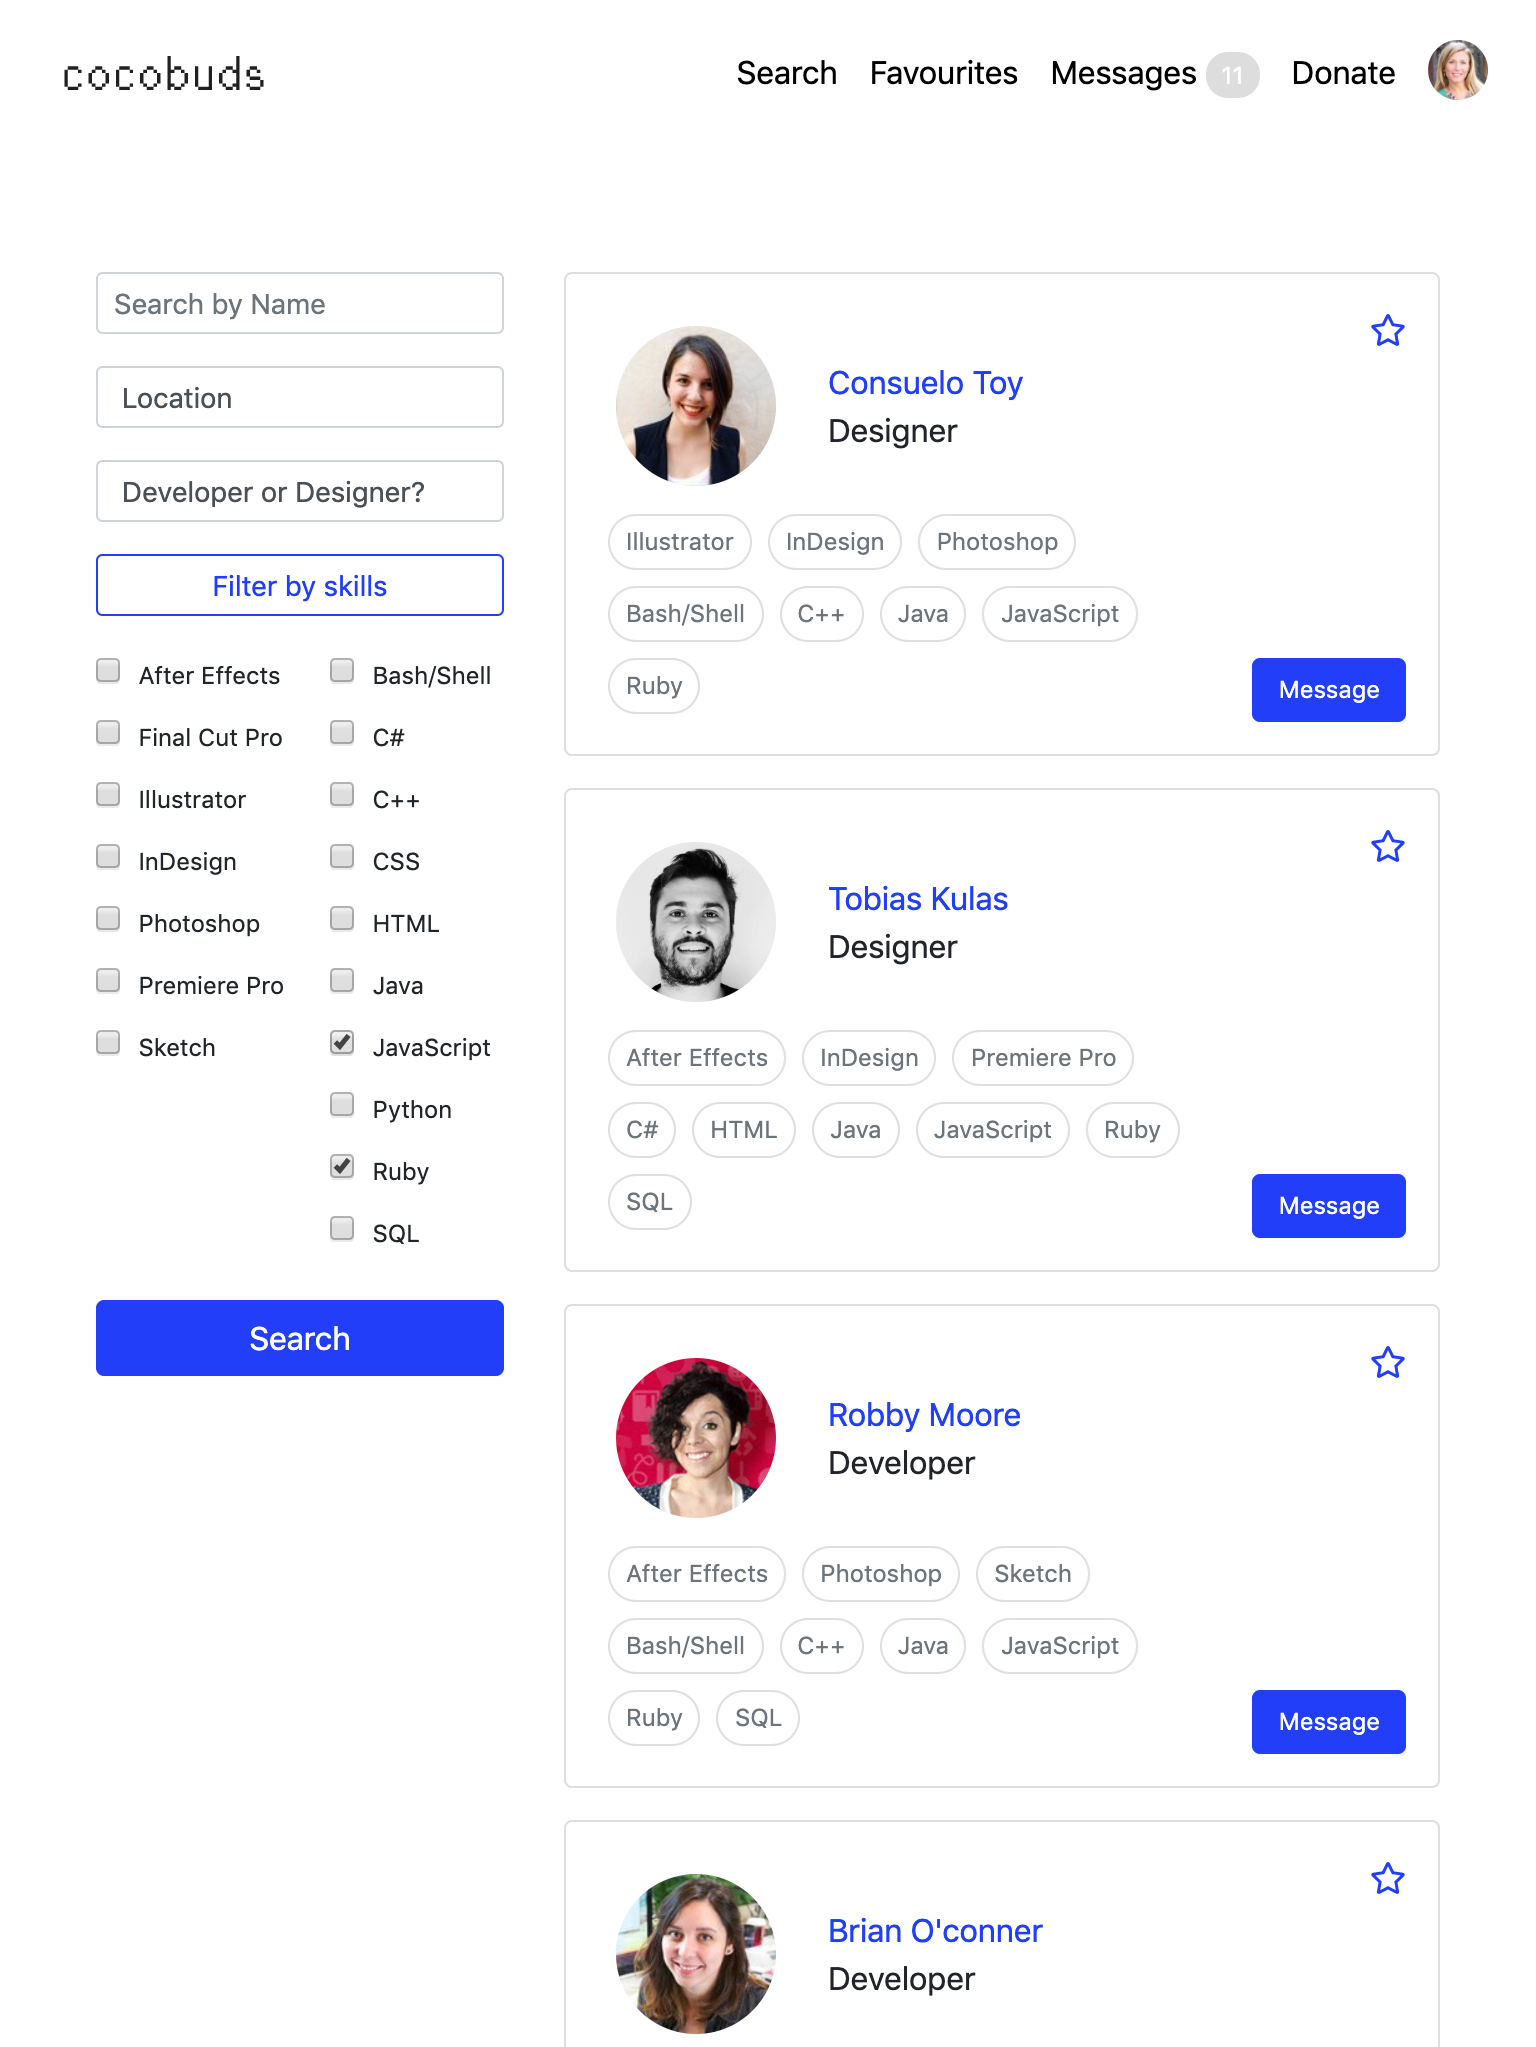 cocobuds
Search Favourites Messages 11 Donate
Search by Name
Location
Developer or Designer?
Filter by skills
After Effects Bash/Shell
Final Cut Pro C#
Illustrator C++
InDesign CSS
Photoshop HTML
Premiere Pro Java
Sketch JavaScript
Python
Ruby
SQL
Search
Consuelo Toy
Designer
Illustrator InDesign Photoshop
Bash/Shell C++ Java JavaScript
Ruby
Message
Tobias Kulas
Designer
After Effects InDesign Premiere Pro
C# HTML Java JavaScript Ruby
SQL
Message
Robby Moore
Developer
After Effects Photoshop Sketch
Bash/Shell C++ Java JavaScript
Ruby SQL
Message
Brian O'conner
Developer